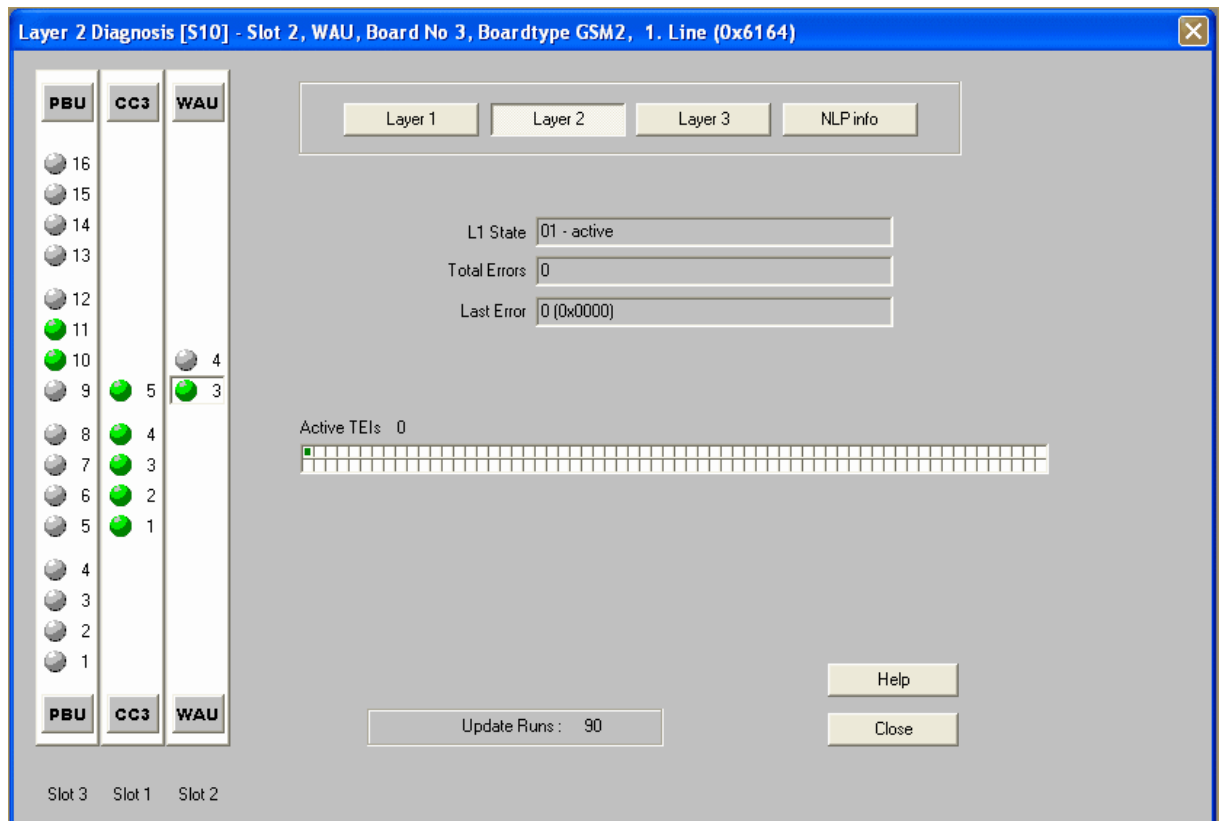 Layer 2 Diagnosis [S10] - Slot 2, WAU, Board No 3, Boardtype GSM2, 1. Line (0x6164)
PBU CC3 WAU
Layer 1 Layer 2 Layer 3 NLP info
16
15
14
13
12
11
10 4
9 5 3
8 4
7 3
6 2
5 1
4
3
2
1
L1 State 01 - active
Total Errors 0
Last Error 0 (0x0000)
Active TEIs 0
Help
PBU CC3 WAU
Update Runs : 90
Close
Slot 3 Slot 1 Slot 2